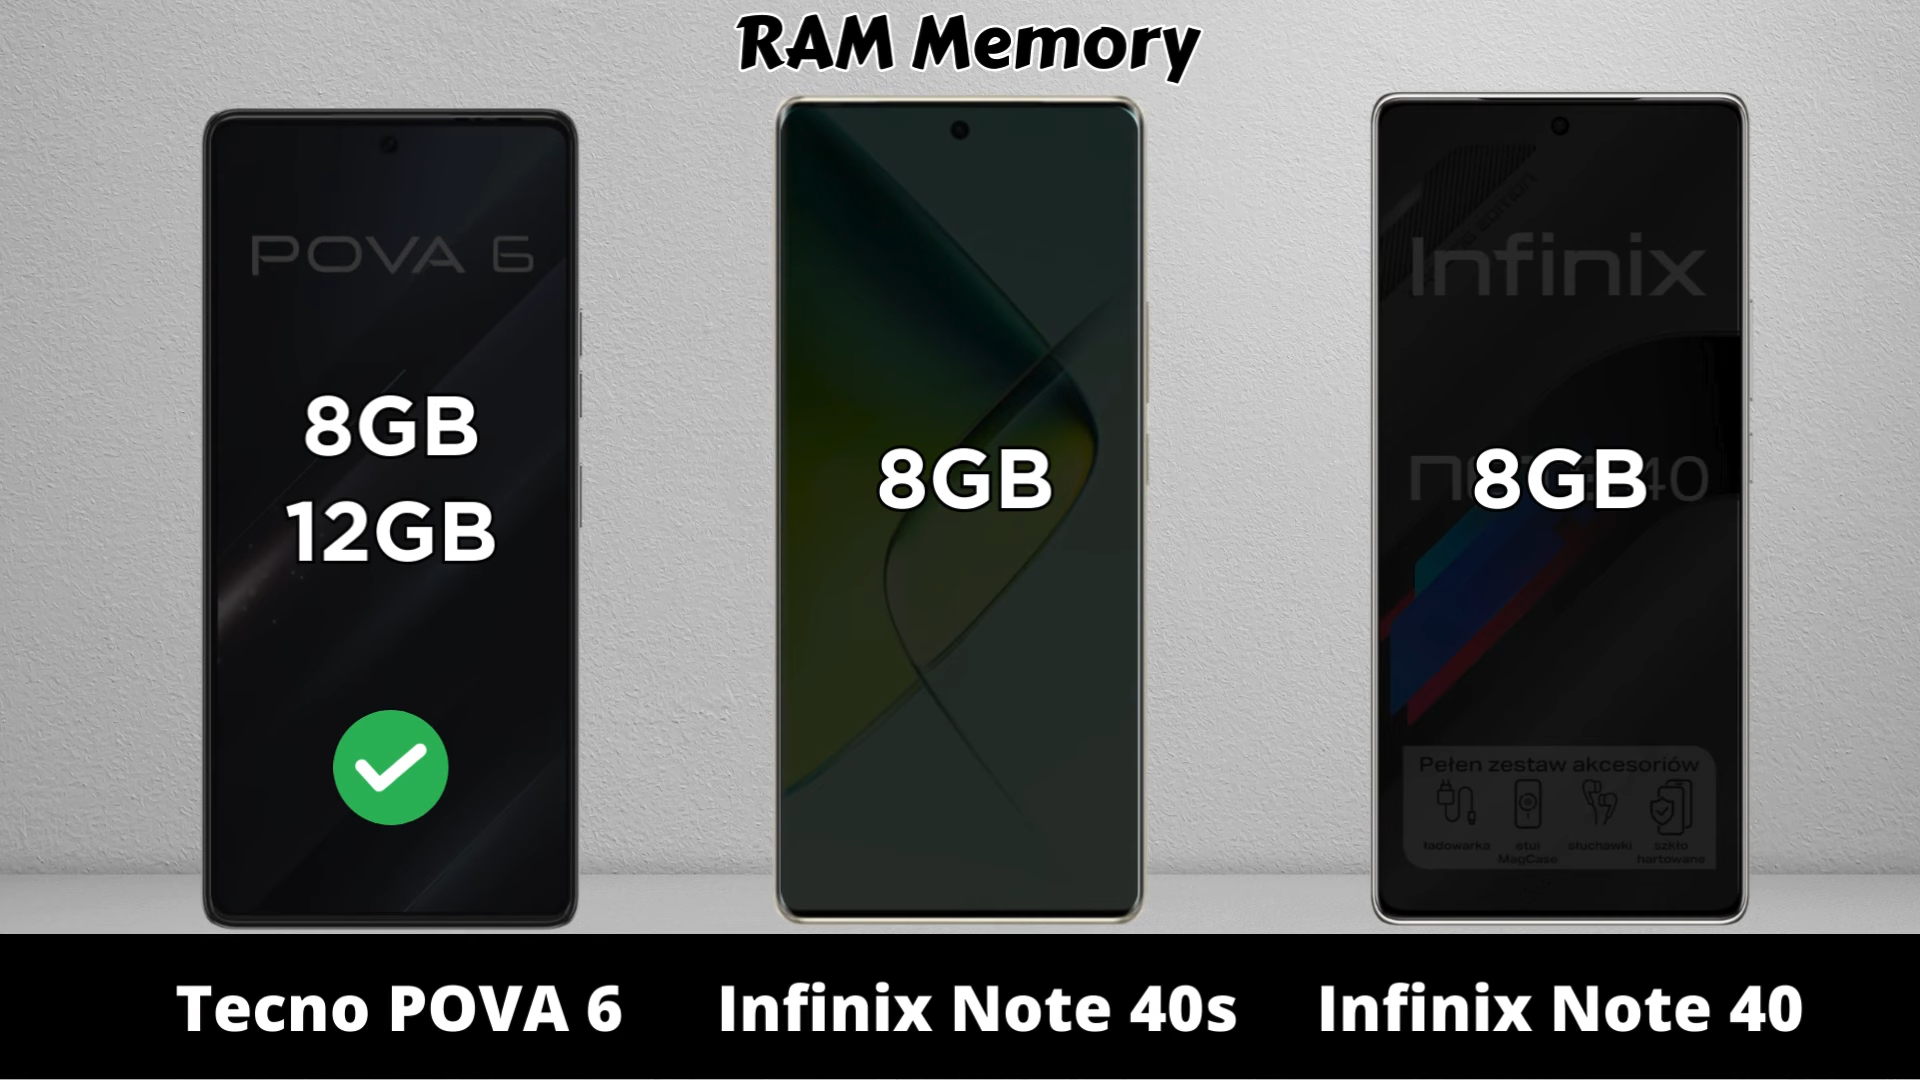 RAM Memory
POVA 6
8GB
12GB
8GB
Infinix
8GB
40
Pełen zestaw akcesoriów
ładowarka
etui
MagCase
słuchawki
szkło
hartowane
Tecno POVA 6
Infinix Note 40s
Infinix Note 40